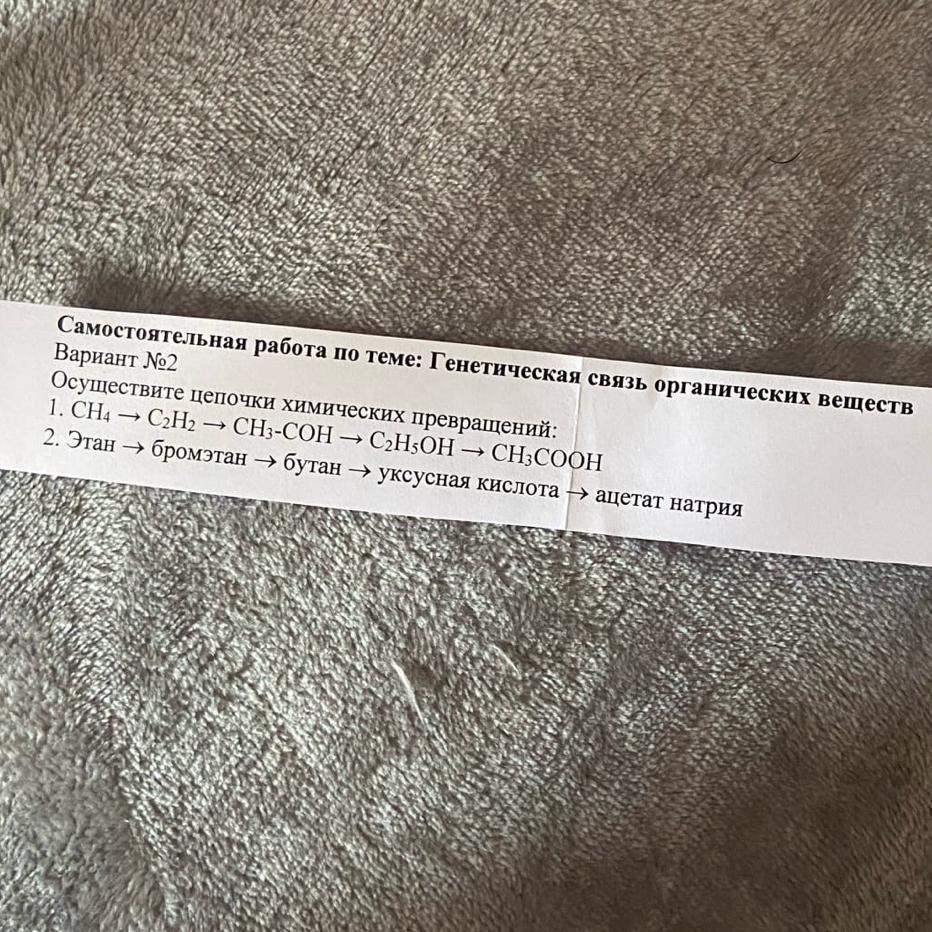 Самостоятельная работа по теме: Генетическая связь органических веществ
Вариант №2
Осуществите цепочки химических превращений:
1. CH₄ → C₂H₂ → CH₃-COH → C₂H₅OH → CH₃COOH
2. Этан → бромэтан → бутан → уксусная кислота → ацетат натрия